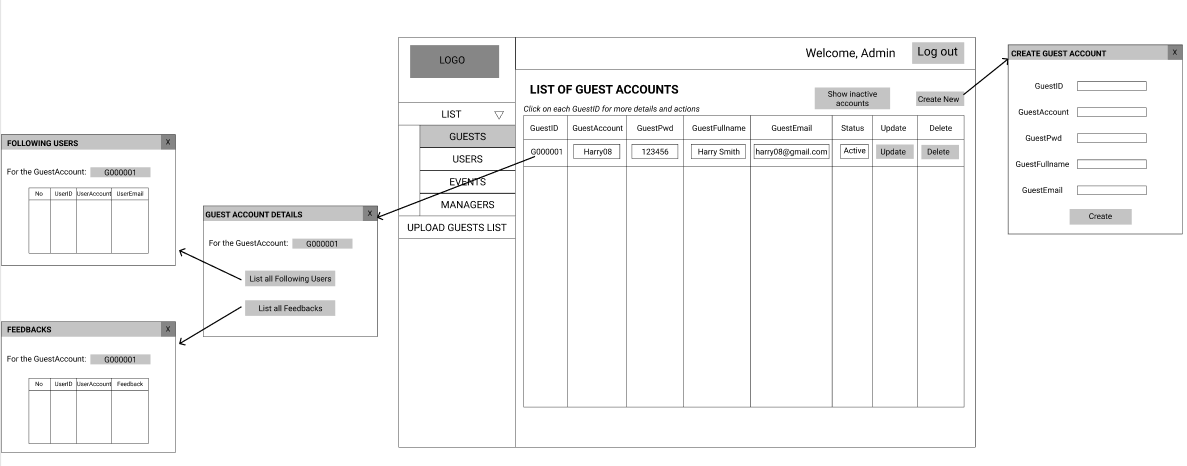 LOGO
Welcome, Admin
Log out
LIST
GUESTS
USERS
EVENTS
MANAGERS
UPLOAD GUESTS LIST
LIST OF GUEST ACCOUNTS
Click on each GuestID for more details and actions
Show inactive
accounts
Create New
GuestID GuestAccount GuestPwd GuestFullname GuestEmail Status Update Delete
G000001 Harry08 123456 Harry Smith harry08@gmail.com Active Update Delete
CREATE GUEST ACCOUNT X
GuestID
GuestAccount
GuestPwd
GuestFullname
GuestEmail
Create
GUEST ACCOUNT DETAILS X
For the GuestAccount: G000001
List all Following Users
List all Feedbacks
FOLLOWING USERS X
For the GuestAccount: G000001
No UserID UserAccount UserEmail
FEEDBACKS X
For the GuestAccount: G000001
No UserID UserAccount Feedback